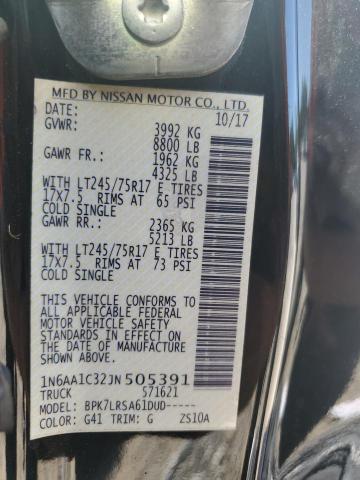 MFD BY NISSAN MOTOR CO., LTD.
DATE: 10/17
GVWR: 3992 KG
8800 LB
GAWR FR.: 1962 KG
4325 LB
WITH LT245/75R17 E TIRES
17X7.5 RIMS AT 65 PSI
COLD SINGLE
GAWR RR.: 2365 KG
5213 LB
WITH LT245/75R17 E TIRES
17X7.5 RIMS AT 73 PSI
COLD SINGLE
THIS VEHICLE CONFORMS TO
ALL APPLICABLE FEDERAL
MOTOR VEHICLE SAFETY
STANDARDS IN EFFECT ON
THE DATE OF MANUFACTURE
SHOWN ABOVE.
1N6AA1C32JN505391
TRUCK 571621
MODEL: BPK7LRSA61DUD-----
COLOR: G41 TRIM: G ZS10A